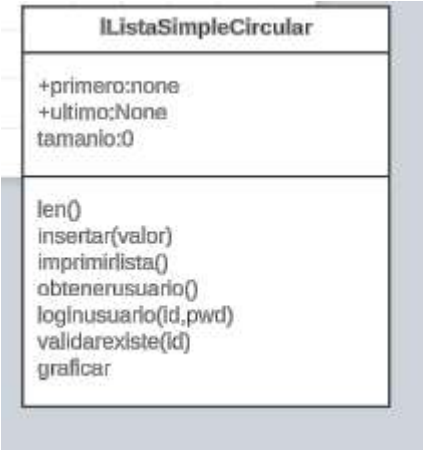 lListaSimpleCircular
+primero:none
+ultimo:None
tamanio:0
len()
insertar(valor)
imprimirlista()
obtenerusuario()
loginusuario(id,pwd)
validarexiste(id)
graficar